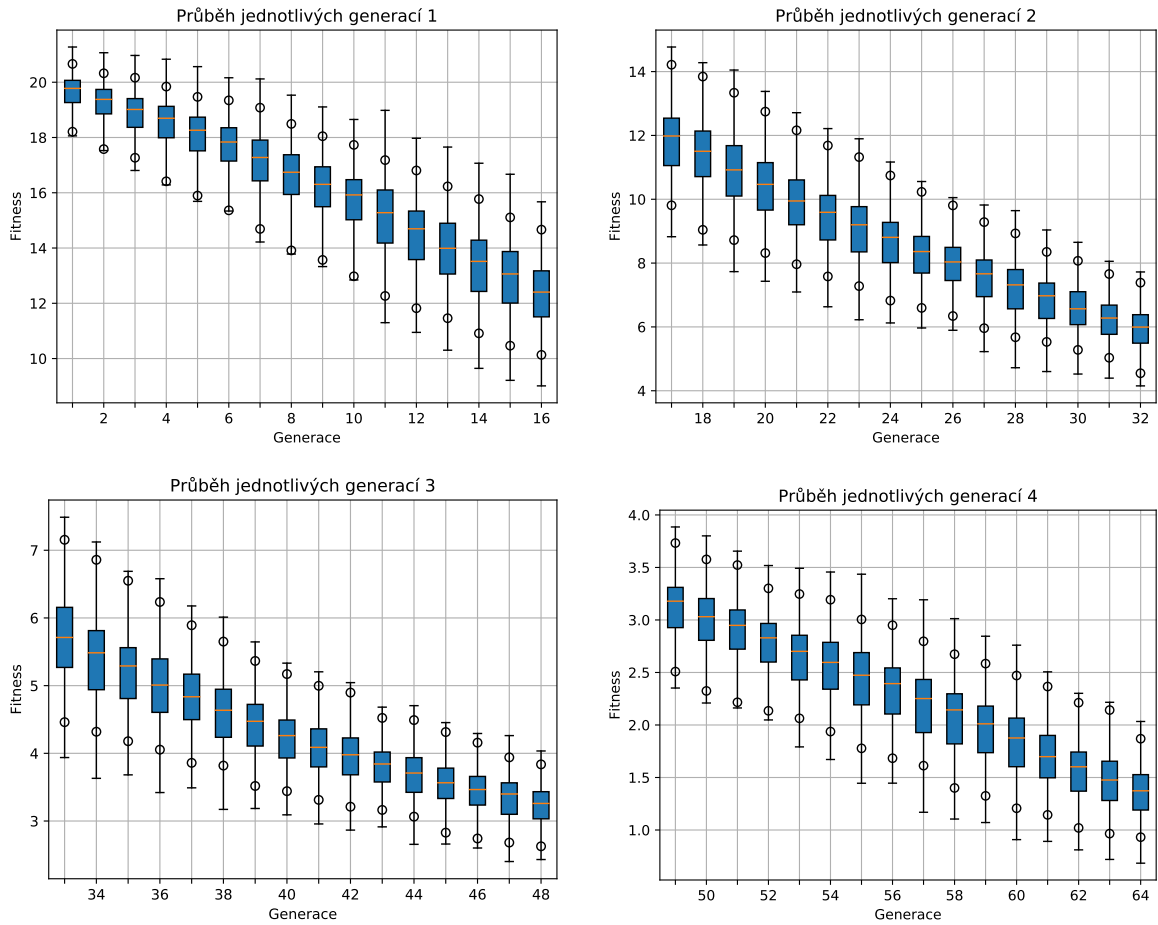 Průběh jednotlivých generací 1
20
18
16
14
12
10
Fitness
2 4 6 8 10 12 14 16
Generace
Průběh jednotlivých generací 2
14
12
10
8
6
4
Fitness
18 20 22 24 26 28 30 32
Generace
Průběh jednotlivých generací 3
7
6
5
4
3
Fitness
34 36 38 40 42 44 46 48
Generace
Průběh jednotlivých generací 4
4.0
3.5
3.0
2.5
2.0
1.5
1.0
Fitness
50 52 54 56 58 60 62 64
Generace